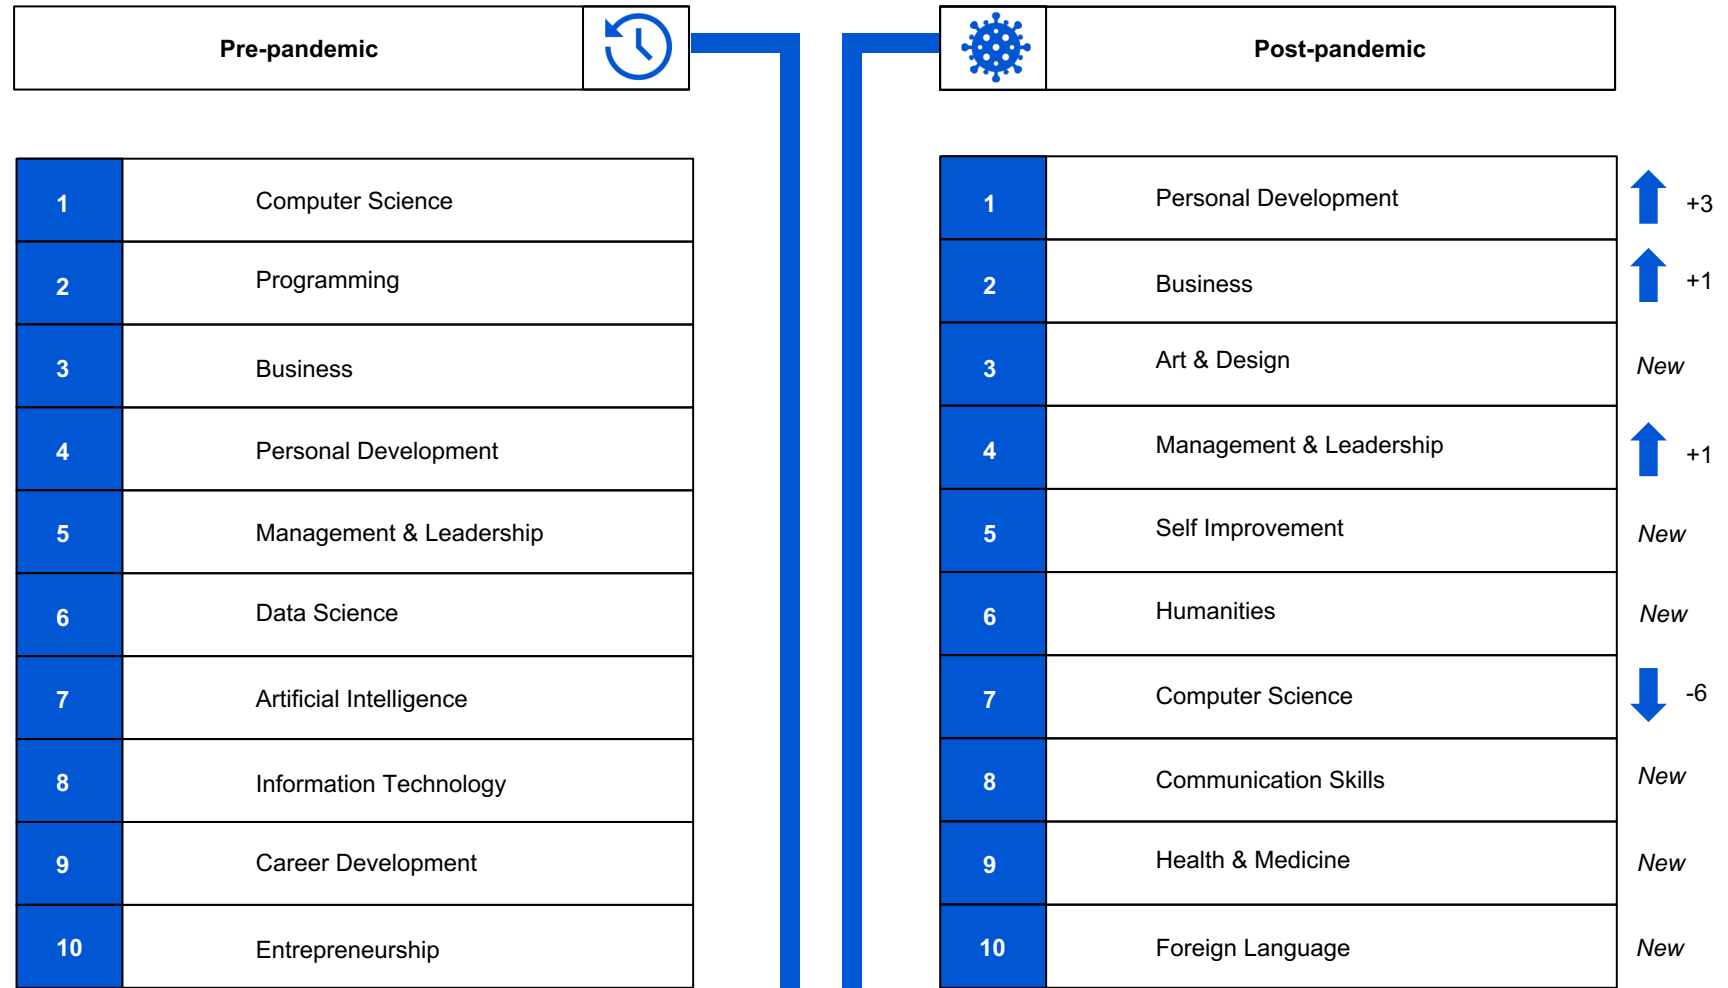 Pre-pandemic
1 Computer Science
2 Programming
3 Business
4 Personal Development
5 Management & Leadership
6 Data Science
7 Artificial Intelligence
8 Information Technology
9 Career Development
10 Entrepreneurship
Post-pandemic
1 Personal Development +3
2 Business +1
3 Art & Design New
4 Management & Leadership +1
5 Self Improvement New
6 Humanities New
7 Computer Science -6
8 Communication Skills New
9 Health & Medicine New
10 Foreign Language New